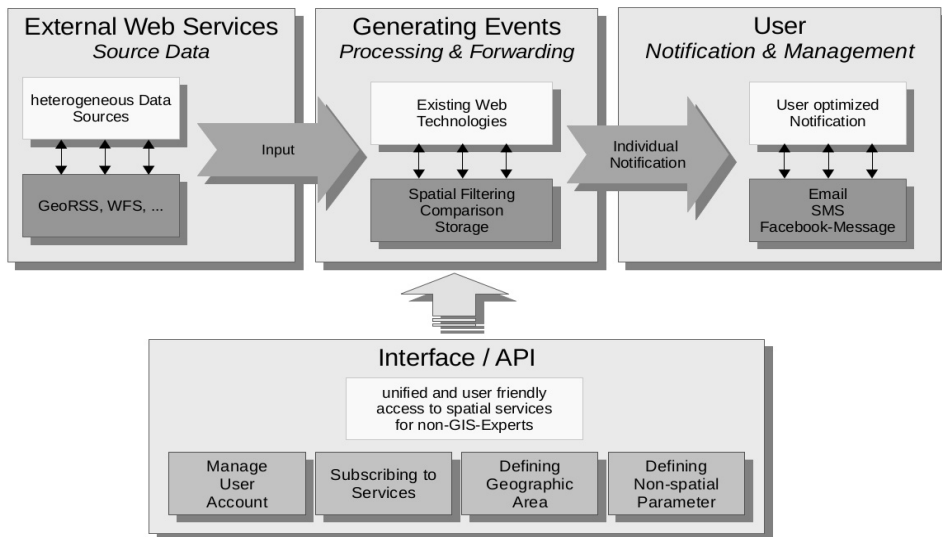 External Web Services
Source Data
heterogeneous Data
Sources
GeoRSS, WFS, ...
Input
Generating Events
Processing & Forwarding
Existing Web
Technologies
Spatial Filtering
Comparison
Storage
Individual
Notification
User
Notification & Management
User optimized
Notification
Email
SMS
Facebook-Message
Interface / API
unified and user friendly
access to spatial services
for non-GIS-Experts
Manage
User
Account
Subscribing to
Services
Defining
Geographic
Area
Defining
Non-spatial
Parameter